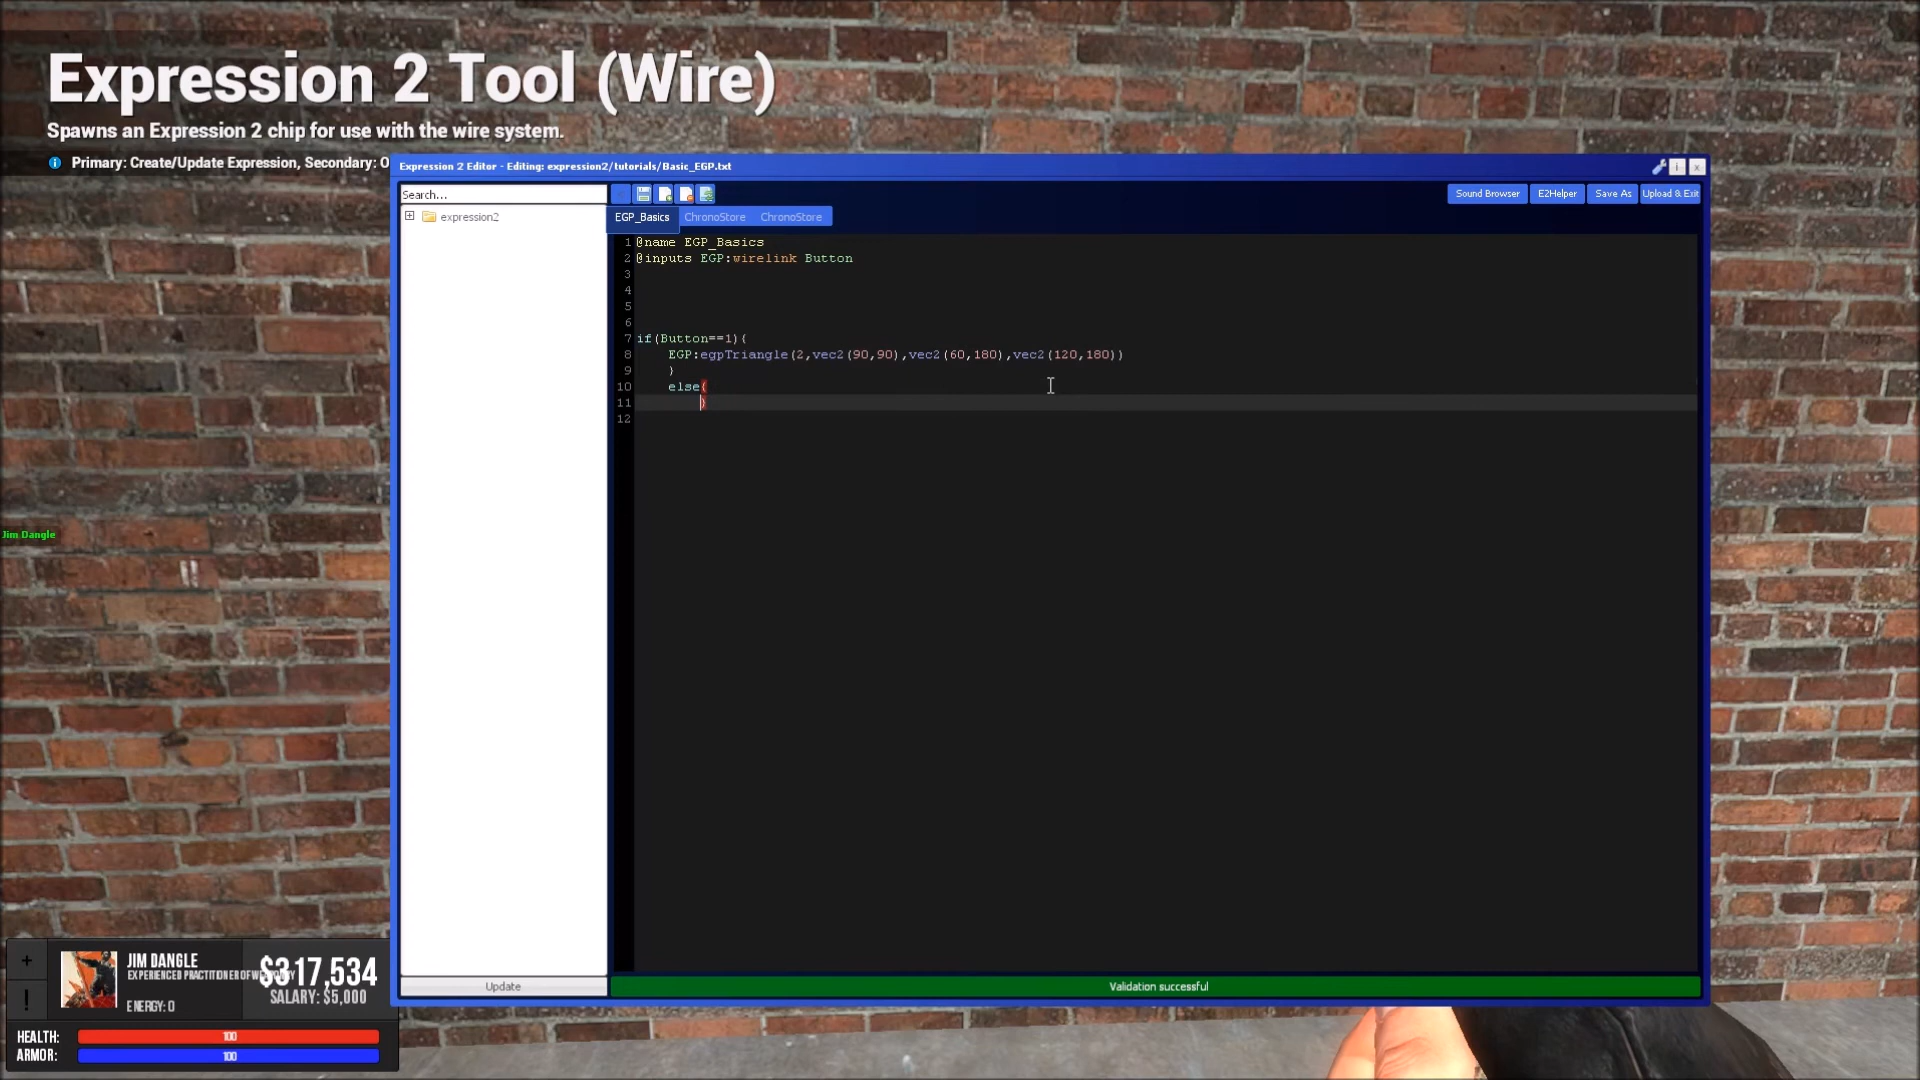 Expression 2 Tool (Wire)
Spawns an Expression 2 chip for use with the wire system.
Primary: Create/Update Expression, Secondary: O
Expression 2 Editor - Editing: expression2/tutorials/Basic_EGP.txt
Search...
Sound Browser E2Helper Save As Upload & Exit
expression2
EGP_Basics ChronoStore ChronoStore
1 @name EGP_Basics
2 @inputs EGP:wirelink Button
3
4
5
6
7 if(Button==1){
8 EGP:egpTriangle(2,vec2(90,90),vec2(60,180),vec2(120,180))
9 }
10 else{
11 }
12
Jim Dangle
JIM DANGLE
EXPERIENCED PRACTITIONER OF
$317,534
ENERGY: 0
SALARY: $5,000
HEALTH: 100
ARMOR: 100
Update
Validation successful